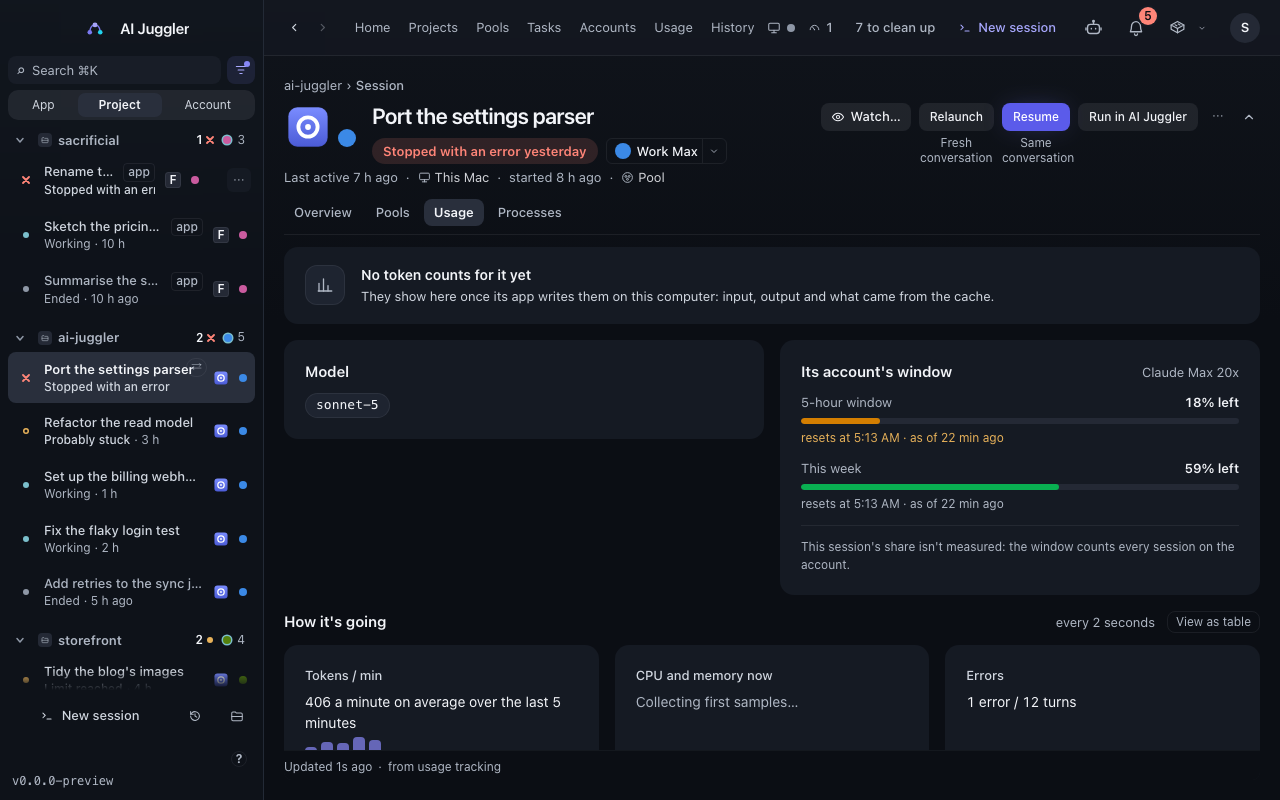 AI Juggler
Search ⌘K
App Project Account
sacrificial 1 3
Rename t... app F
Stopped with an err
Sketch the pricin... app F
Working · 10 h
Summarise the s... app F
Ended · 10 h ago
ai-juggler 2 5
Port the settings parser
Stopped with an error
Refactor the read model
Probably stuck · 3 h
Set up the billing webh...
Working · 1 h
Fix the flaky login test
Working · 2 h
Add retries to the sync j...
Ended · 5 h ago
storefront 2 4
Tidy the blog's images
Limit reached · 4 h
New session
?
v0.0.0-preview
Home Projects Pools Tasks Accounts Usage History 1 7 to clean up New session 5 S
ai-juggler › Session
Port the settings parser
Stopped with an error yesterday Work Max
Watch... Relaunch Resume Run in AI Juggler ...
Fresh conversation
Same conversation
Last active 7 h ago · This Mac · started 8 h ago · Pool
Overview Pools Usage Processes
No token counts for it yet
They show here once its app writes them on this computer: input, output and what came from the cache.
Model
sonnet-5
Its account's window Claude Max 20x
5-hour window 18% left
resets at 5:13 AM · as of 22 min ago
This week 59% left
resets at 5:13 AM · as of 22 min ago
This session's share isn't measured: the window counts every session on the
account.
How it's going every 2 seconds View as table
Tokens / min
406 a minute on average over the last 5
minutes
CPU and memory now
Collecting first samples...
Errors
1 error / 12 turns
Updated 1s ago · from usage tracking